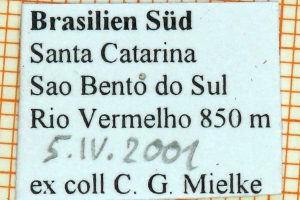 Brasilien Süd
Santa Catarina
Sao Bento do Sul
Rio Vermelho 850 m
5.IV.2001
ex coll C. G. Mielke